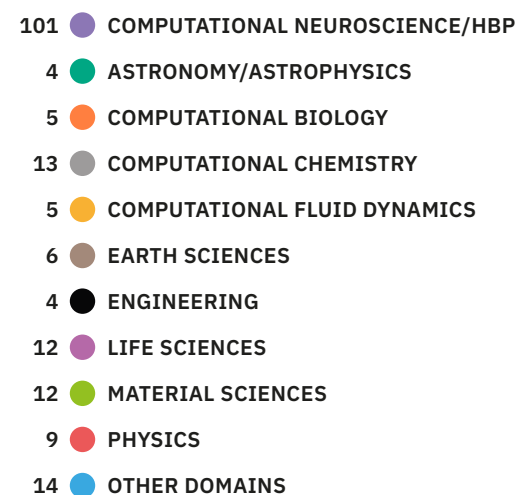 101 COMPUTATIONAL NEUROSCIENCE/HBP
4 ASTRONOMY/ASTROPHYSICS
5 COMPUTATIONAL BIOLOGY
13 COMPUTATIONAL CHEMISTRY
5 COMPUTATIONAL FLUID DYNAMICS
6 EARTH SCIENCES
4 ENGINEERING
12 LIFE SCIENCES
12 MATERIAL SCIENCES
9 PHYSICS
14 OTHER DOMAINS